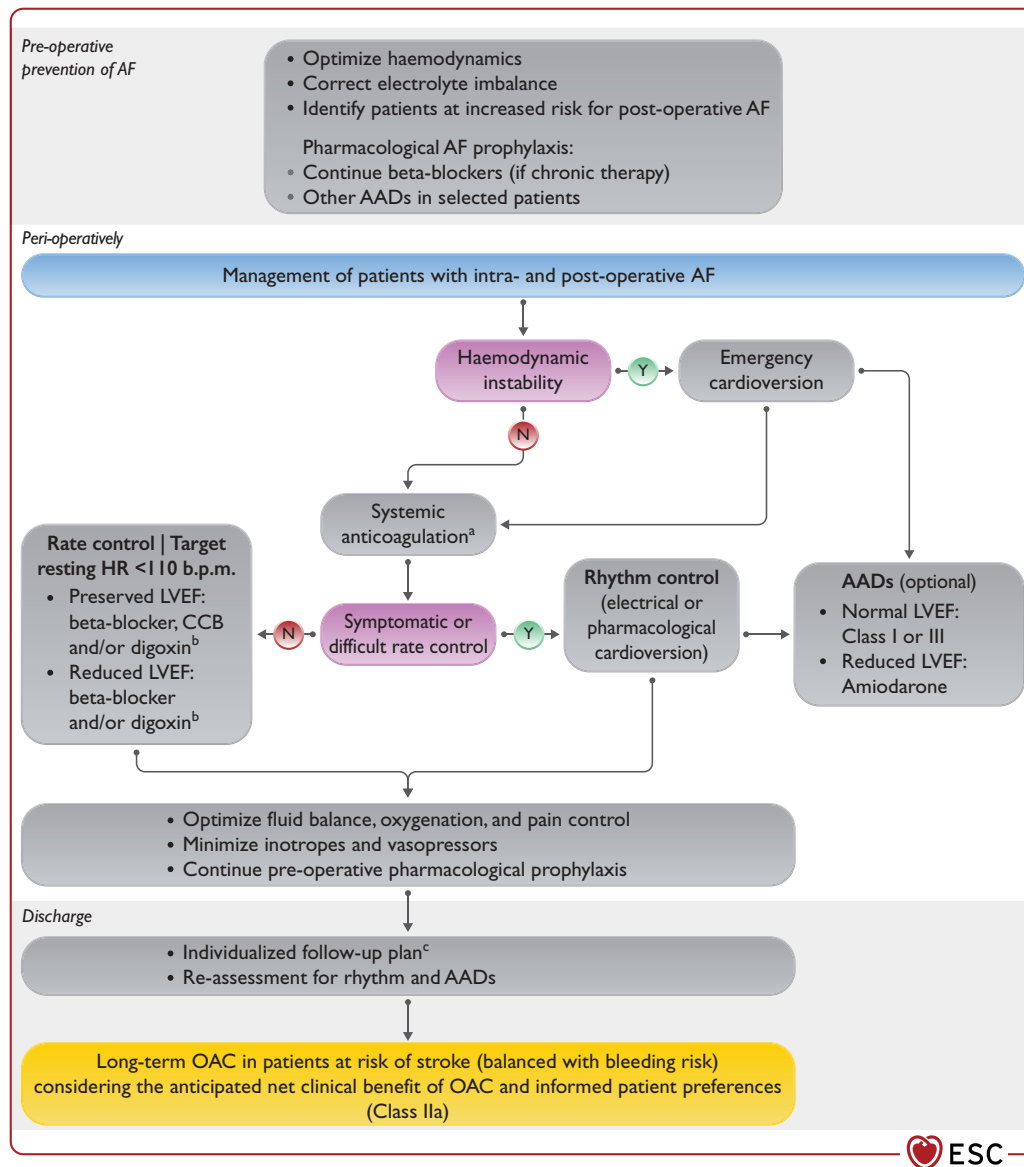 Pre-operative
prevention of AF
• Optimize haemodynamics
• Correct electrolyte imbalance
• Identify patients at increased risk for post-operative AF
Pharmacological AF prophylaxis:
• Continue beta-blockers (if chronic therapy)
• Other AADs in selected patients
Peri-operatively
Management of patients with intra- and post-operative AF
Haemodynamic
instability
Y
Emergency
cardioversion
N
Systemic
anticoagulationᵃ
Rate control | Target
resting HR <110 b.p.m.
• Preserved LVEF:
beta-blocker, CCB
and/or digoxinᵇ
• Reduced LVEF:
beta-blocker
and/or digoxinᵇ
N
Symptomatic or
difficult rate control
Y
Rhythm control
(electrical or
pharmacological
cardioversion)
AADs (optional)
• Normal LVEF:
Class I or III
• Reduced LVEF:
Amiodarone
• Optimize fluid balance, oxygenation, and pain control
• Minimize inotropes and vasopressors
• Continue pre-operative pharmacological prophylaxis
Discharge
• Individualized follow-up planᶜ
• Re-assessment for rhythm and AADs
Long-term OAC in patients at risk of stroke (balanced with bleeding risk)
considering the anticipated net clinical benefit of OAC and informed patient preferences
(Class IIa)
ESC